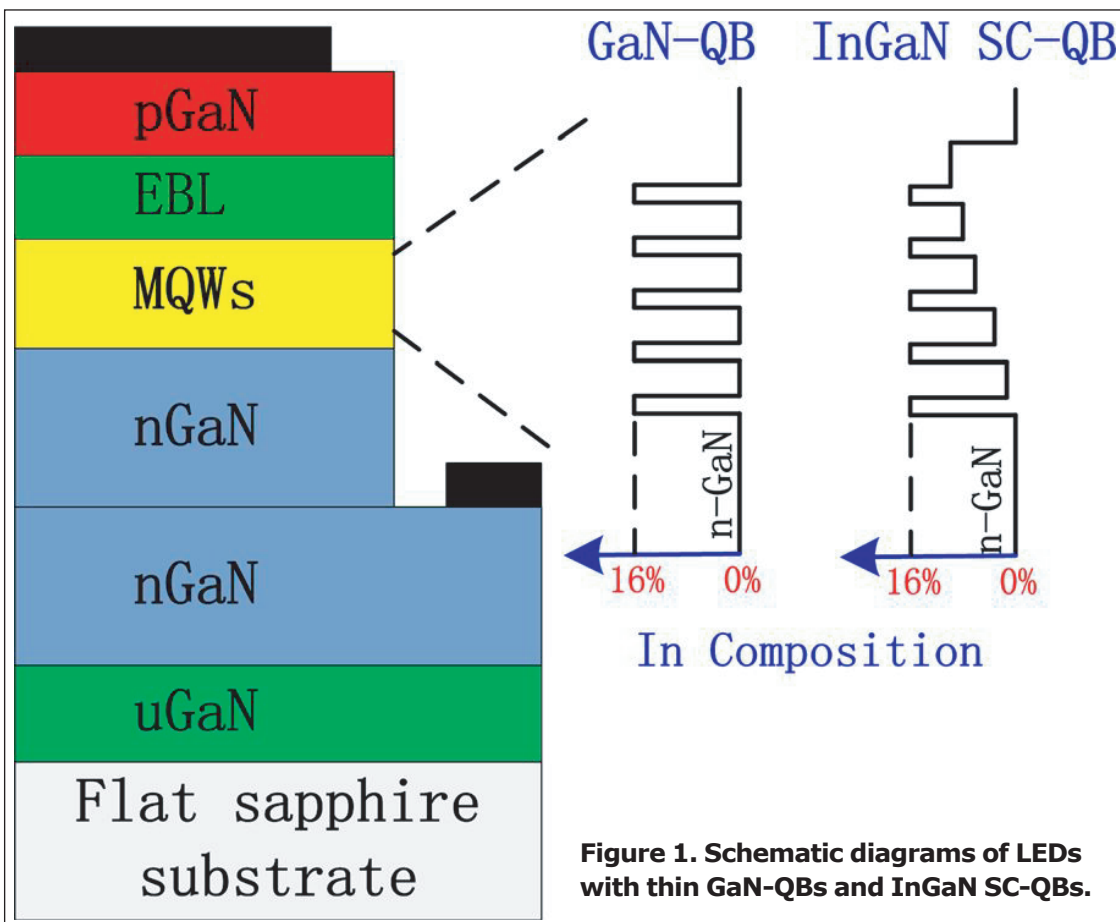 GaN-QB
InGaN SC-QB
pGaN
EBL
MQWs
nGaN
n-GaN
n-GaN
16%
0%
16%
0%
nGaN
In Composition
uGaN
Flat sapphire
substrate
Figure 1. Schematic diagrams of LEDs
with thin GaN-QBs and InGaN SC-QBs.